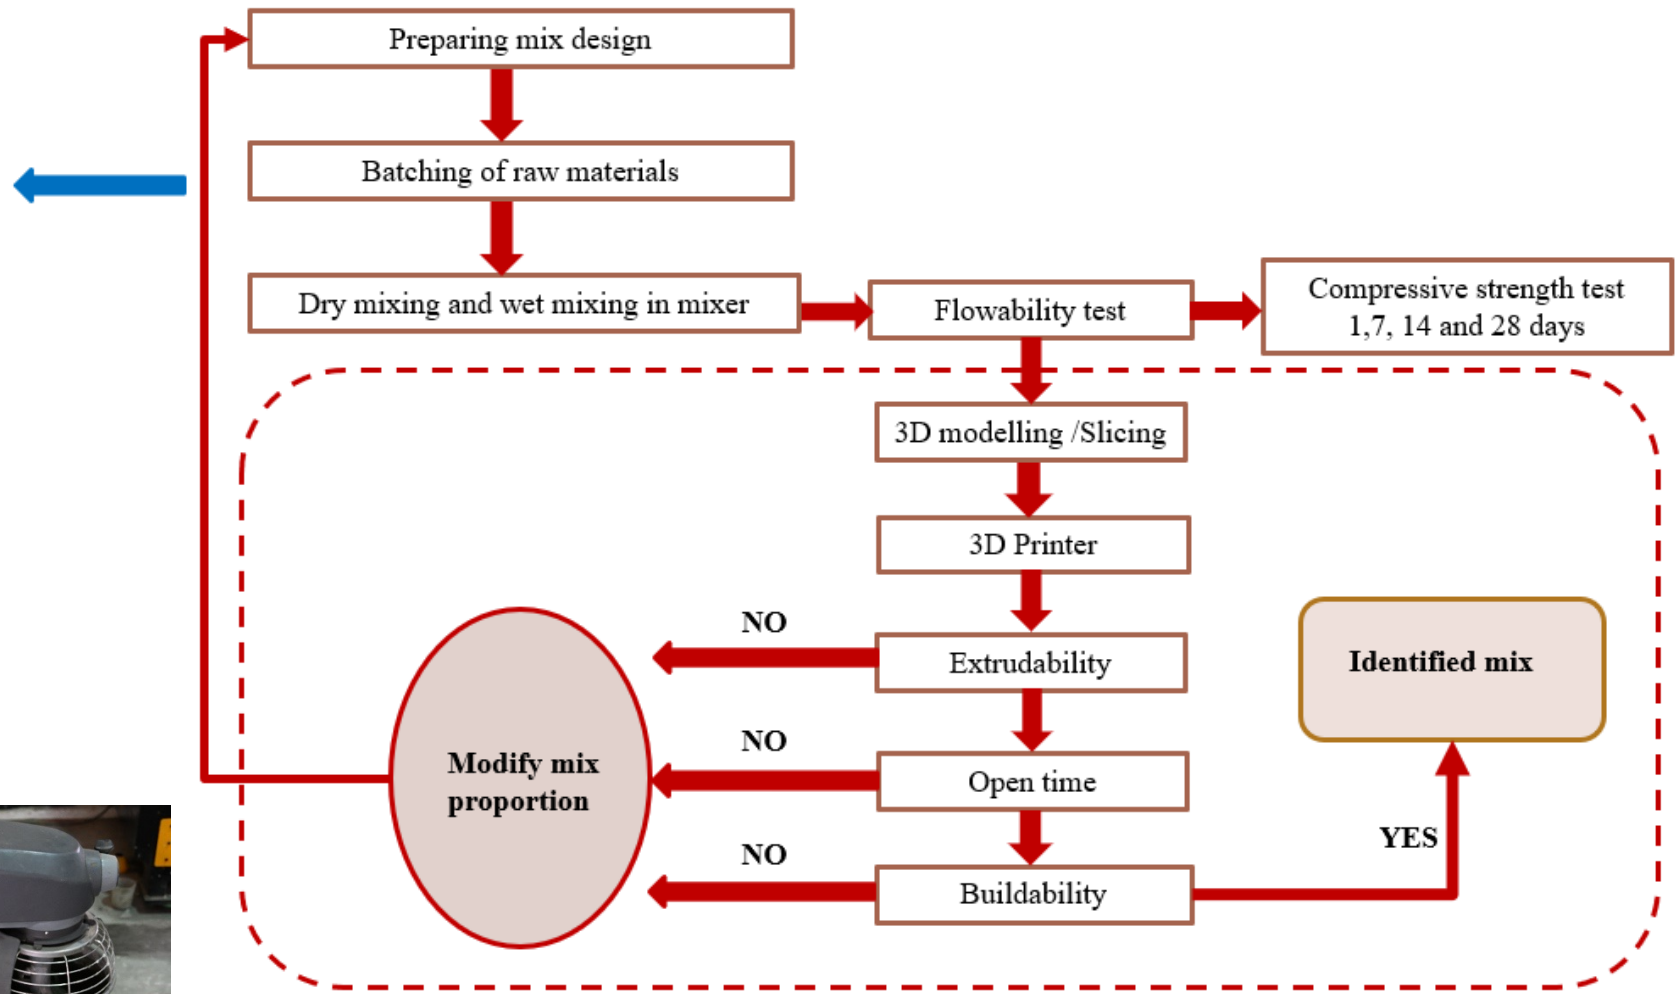 Preparing mix design
Batching of raw materials
Dry mixing and wet mixing in mixer
Flowability test
Compressive strength test
1,7, 14 and 28 days
3D modelling /Slicing
3D Printer
NO
Extrudability
Identified mix
NO
Modify mix
proportion
Open time
YES
NO
Buildability